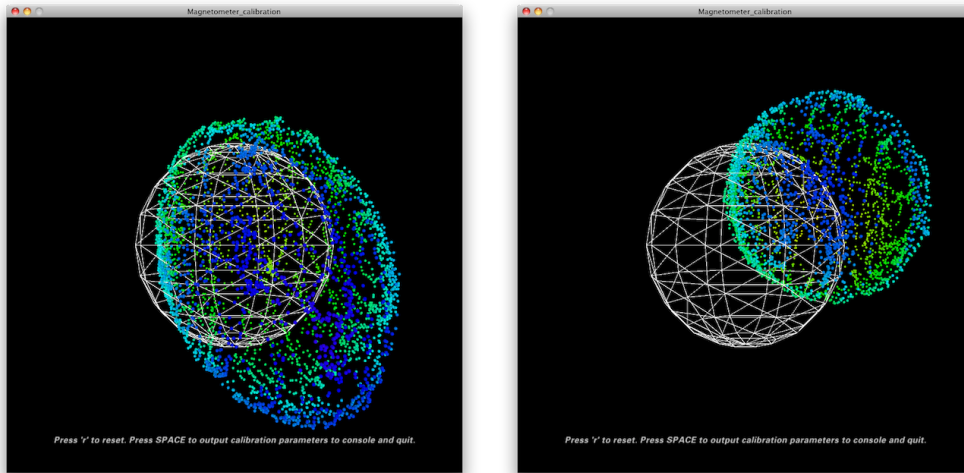 Magnetometer_calibration
Press 'r' to reset. Press SPACE to output calibration parameters to console and quit.
Magnetometer_calibration
Press 'r' to reset. Press SPACE to output calibration parameters to console and quit.